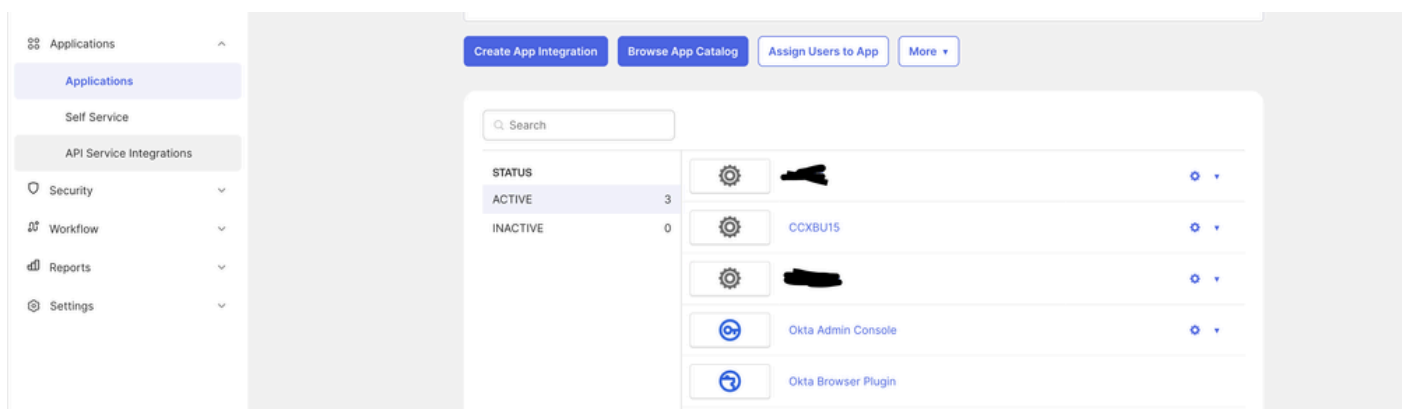 Applications
Applications
Self Service
API Service Integrations
Security
Workflow
Reports
Settings
Create App Integration
Browse App Catalog
Assign Users to App
More
Search
STATUS
ACTIVE 3
INACTIVE 0
CCXBU15
Okta Admin Console
Okta Browser Plugin